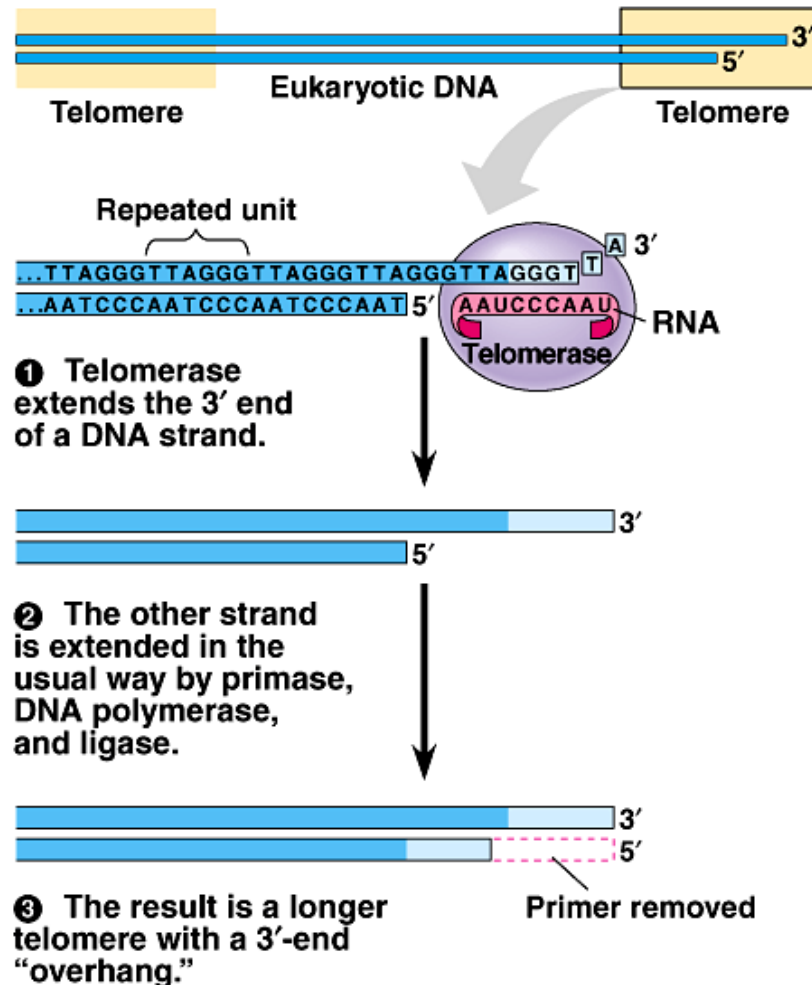 3′
5′
Eukaryotic DNA
Telomere
Telomere
Repeated unit
...TTAGGGTTAGGGTTAGGGTTAGGGTTAGGGT
T
A
3′
...AATCCCAATCCCAATCCCAAT
5′
AAUCCCAAU
RNA
Telomerase
❶ Telomerase
extends the 3′ end
of a DNA strand.
3′
5′
❷ The other strand
is extended in the
usual way by primase,
DNA polymerase,
and ligase.
3′
5′
Primer removed
❸ The result is a longer
telomere with a 3′-end
“overhang.”